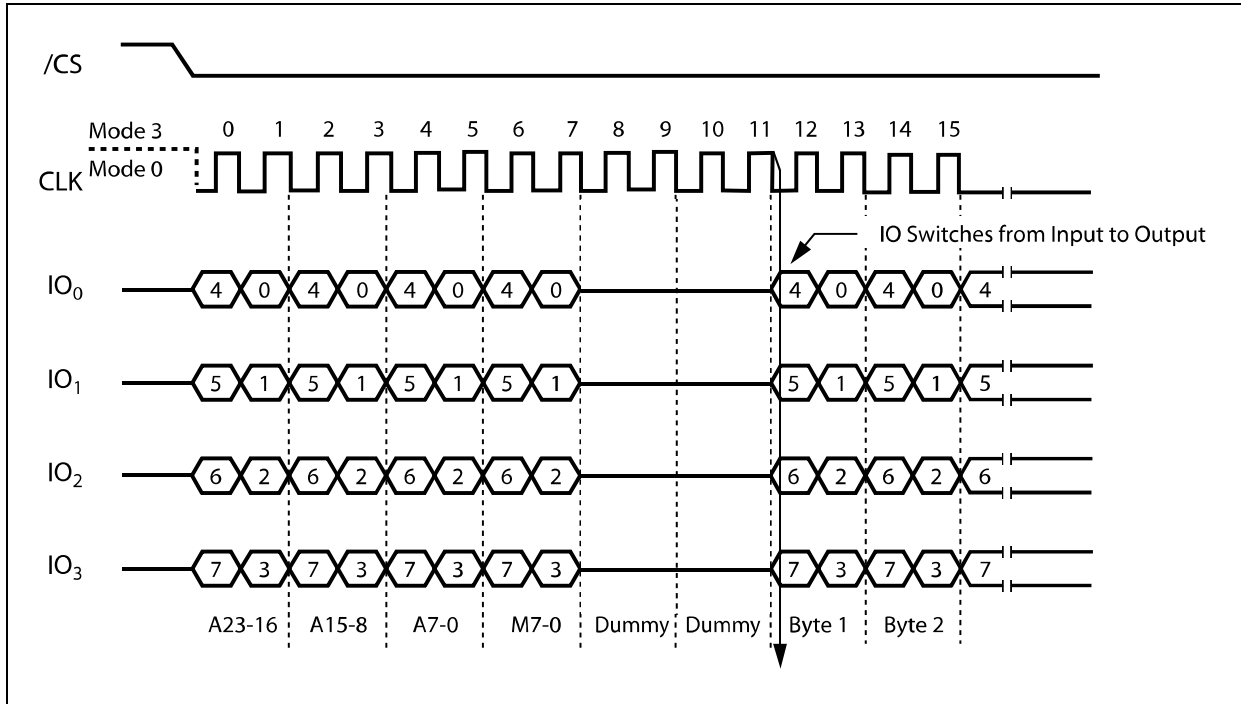 /CS
Mode 3
0 1 2 3 4 5 6 7 8 9 10 11 12 13 14 15
CLK Mode 0
IO Switches from Input to Output
IO0 4 0 4 0 4 0 4 0 4 0 4 0 4
IO1 5 1 5 1 5 1 5 1 5 1 5 1 5
IO2 6 2 6 2 6 2 6 2 6 2 6 2 6
IO3 7 3 7 3 7 3 7 3 7 3 7 3 7
A23-16 A15-8 A7-0 M7-0 Dummy Dummy Byte 1 Byte 2